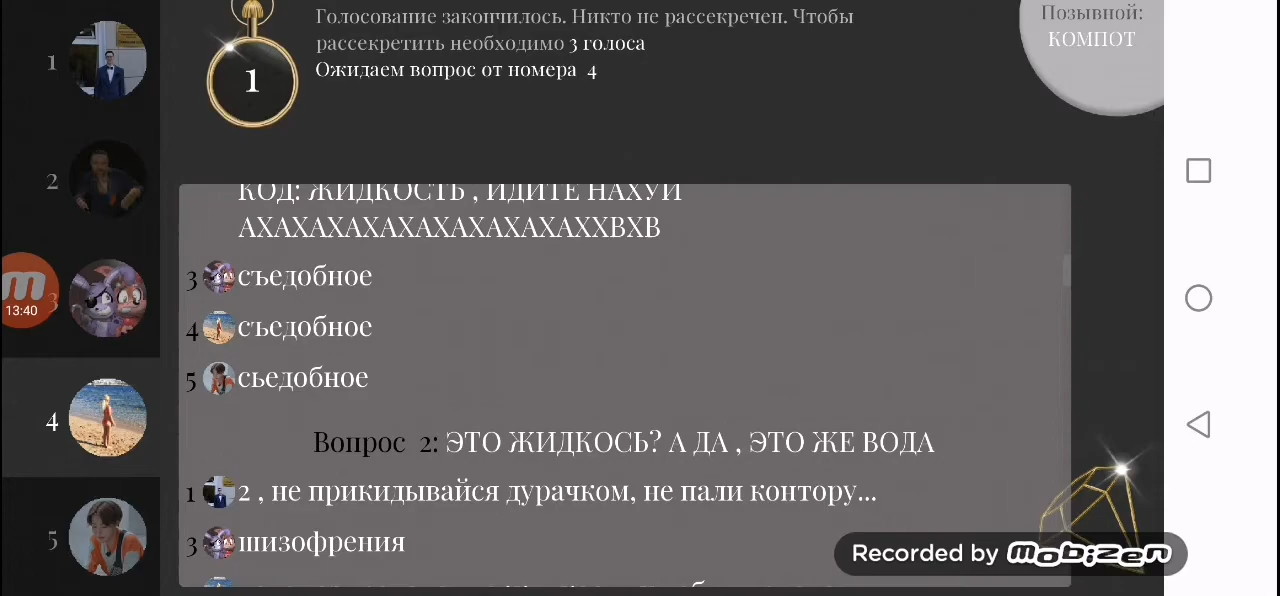 Голосование закончилось. Никто не рассекречен. Чтобы
рассекретить необходимо 3 голоса
Ожидаем вопрос от номера 4
Позывной:
КОМПОТ
1
1
2
3
4
5
13:40
КОД: ЖИДКОСТЬ , ИДИТЕ НАХУЙ
АХАХАХАХАХАХАХАХАХАХХВХВ
3 съедобное
4 съедобное
5 сьедобное
Вопрос 2: ЭТО ЖИДКОСЬ? А ДА , ЭТО ЖЕ ВОДА
1 2 , не прикидывайся дурачком, не пали контору...
3 шизофрения
Recorded by mobizen